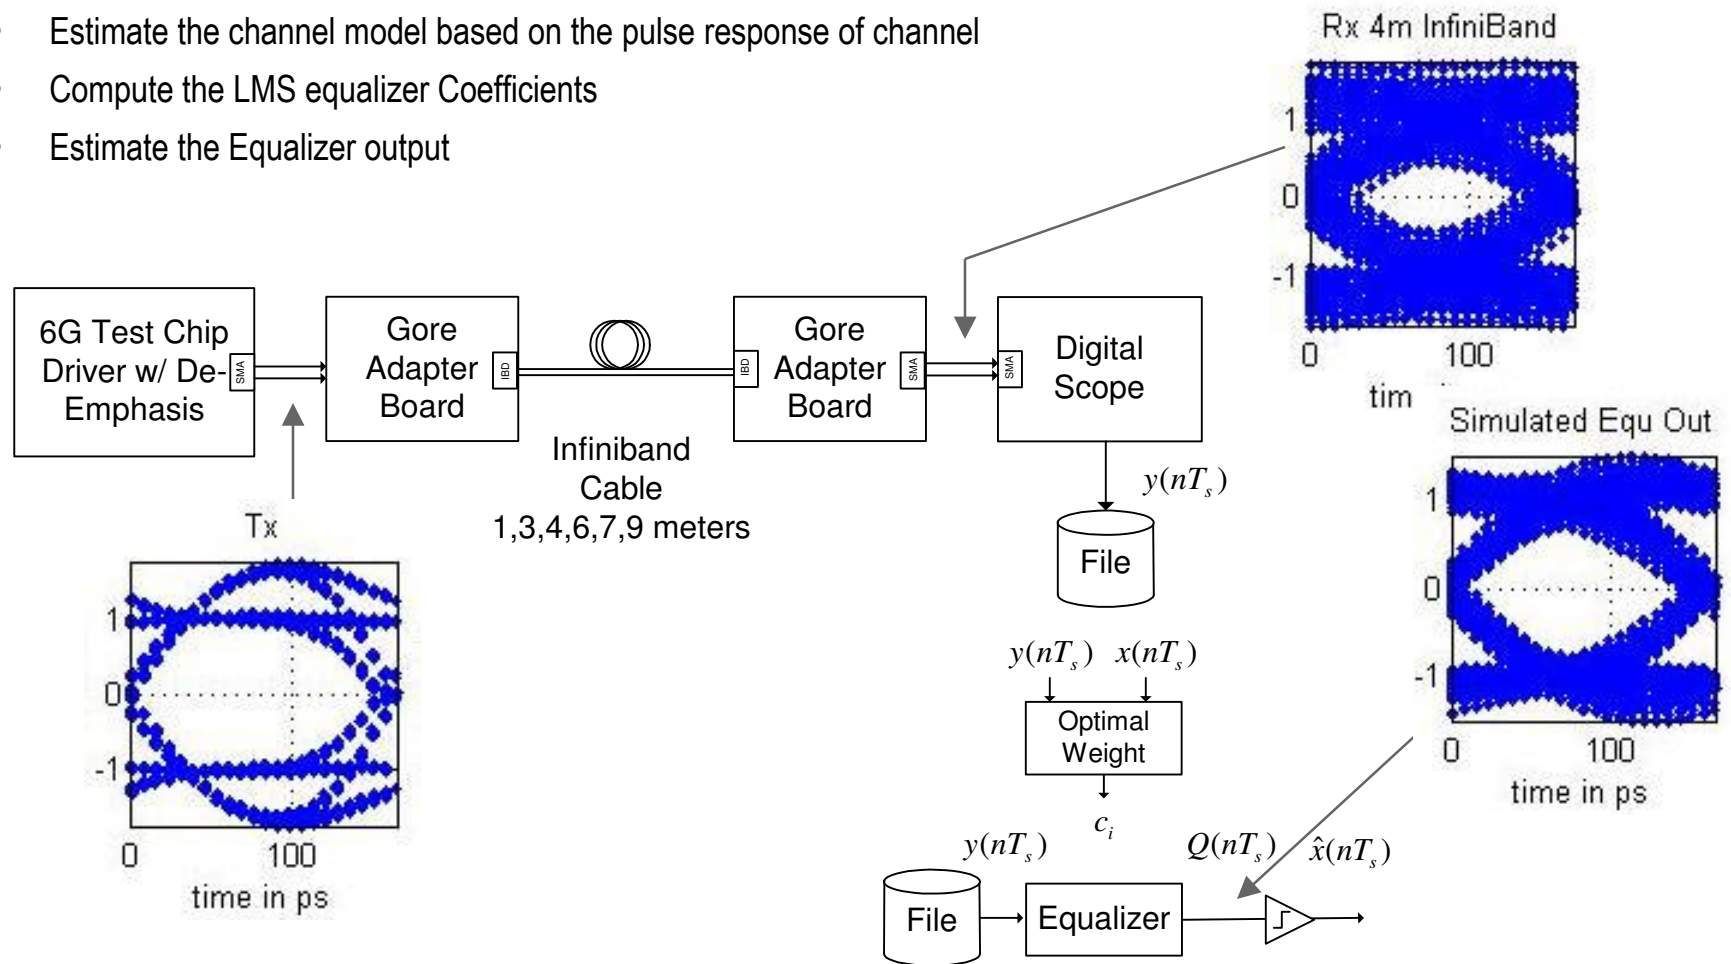 Estimate the channel model based on the pulse response of channel
Compute the LMS equalizer Coefficients
Estimate the Equalizer output
Rx 4m InfiniBand
1
0
-1
0 100
tim
6G Test Chip
Driver w/ De-
Emphasis
SMA
Gore
Adapter
Board
IBD
Infiniband
Cable
1,3,4,6,7,9 meters
IBD
Gore
Adapter
Board
SMA
SMA
Digital
Scope
y(nT_s)
File
Simulated Equ Out
1
0
-1
0 100
time in ps
Tx
1
0
-1
0 100
time in ps
y(nT_s) x(nT_s)
Optimal
Weight
c_i
y(nT_s) Q(nT_s) x̂(nT_s)
File
Equalizer